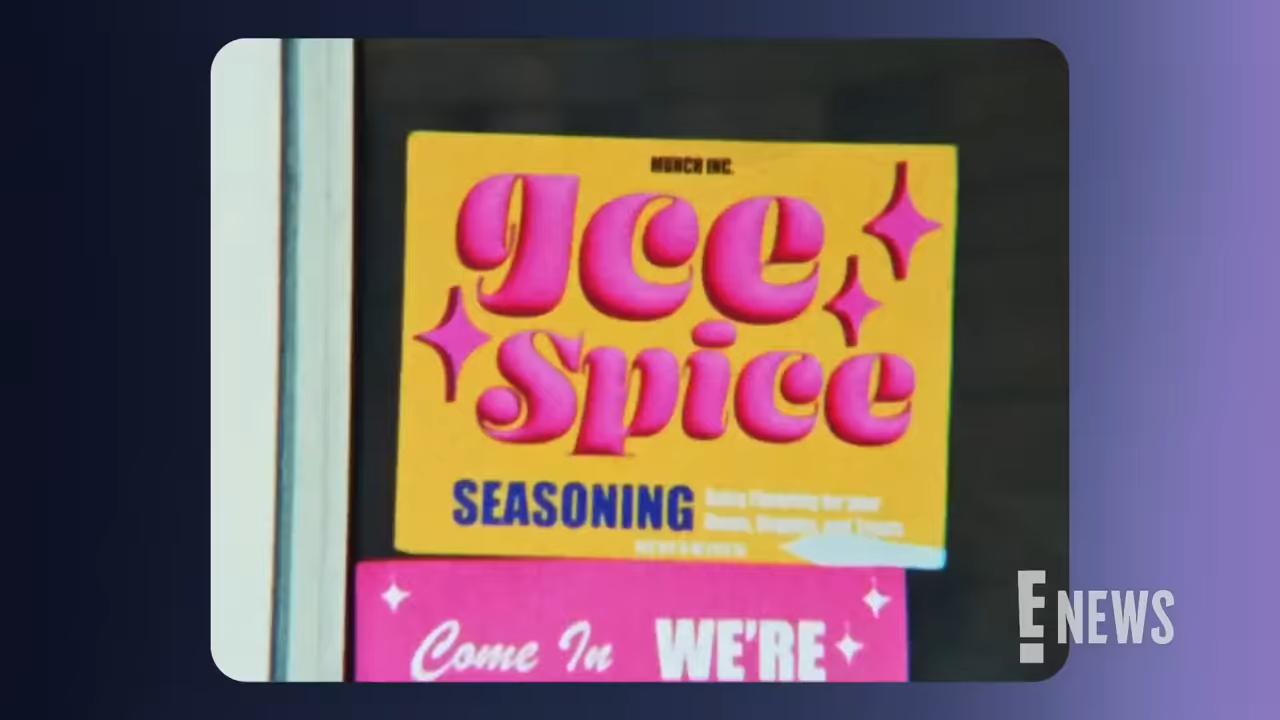 MUNCH INC.
Ice
Spice
SEASONING
Come In WE'RE
E NEWS